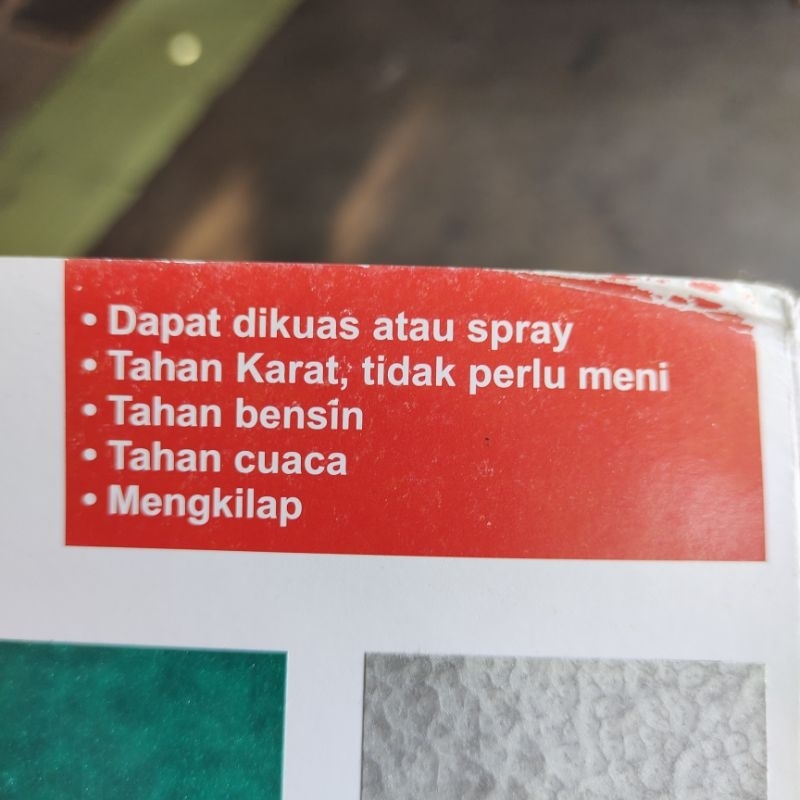 • Dapat dikuas atau spray
• Tahan Karat, tidak perlu meni
• Tahan bensin
• Tahan cuaca
• Mengkilap